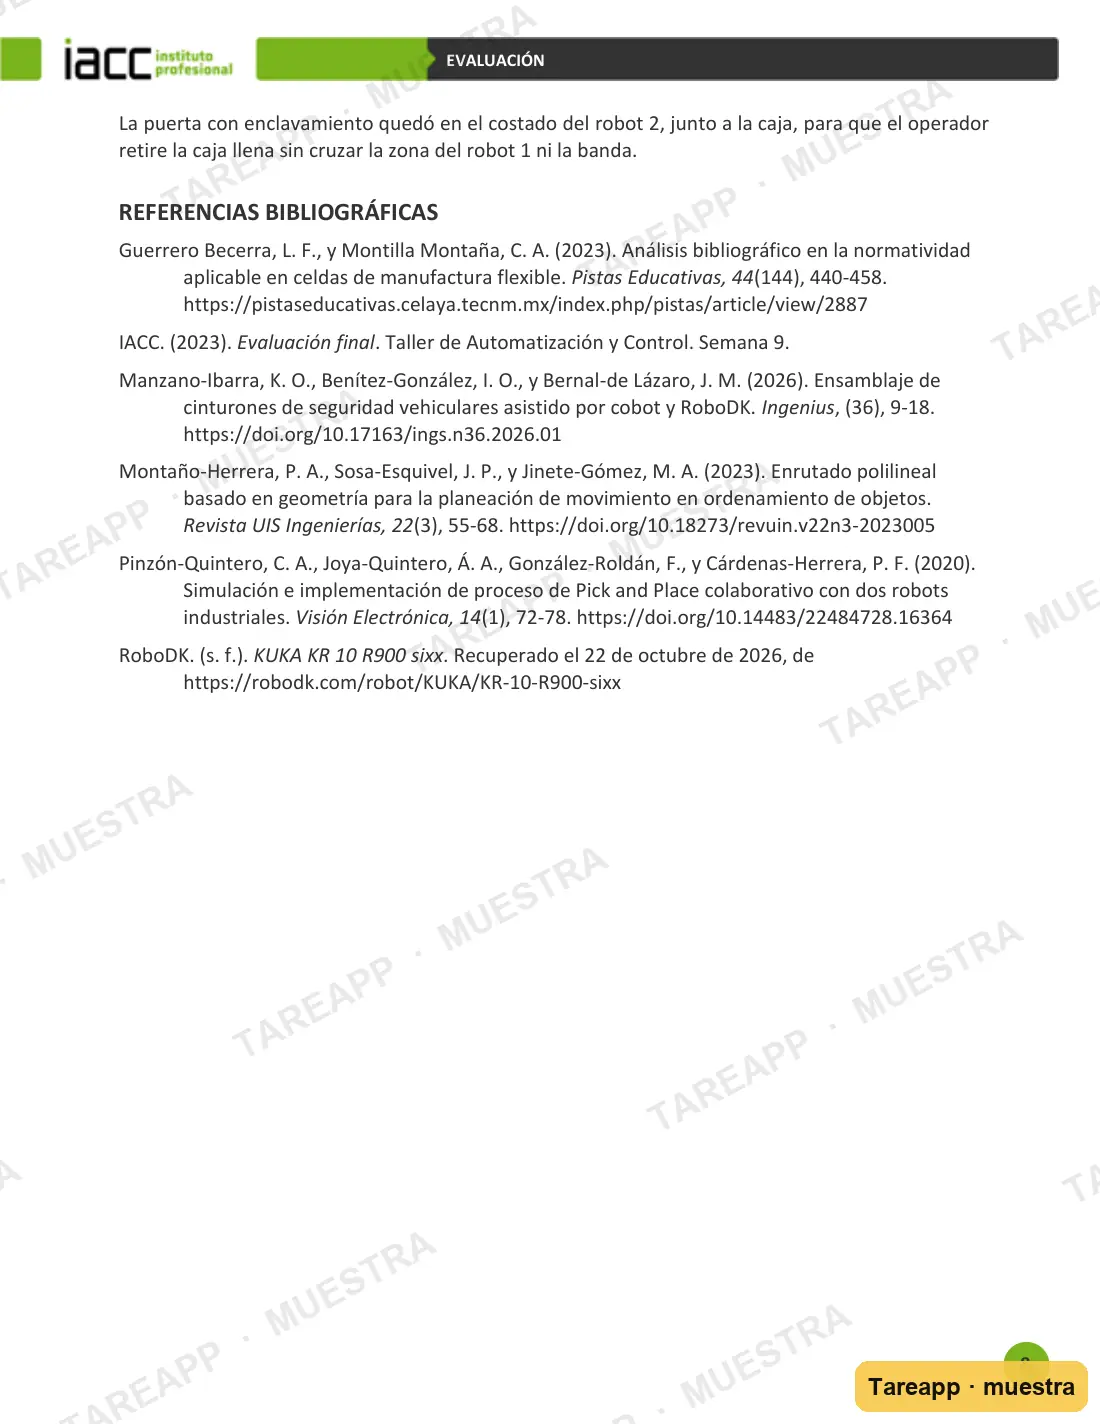 iacc instituto
profesional
EVALUACIÓN
La puerta con enclavamiento quedó en el costado del robot 2, junto a la caja, para que el operador
retire la caja llena sin cruzar la zona del robot 1 ni la banda.
REFERENCIAS BIBLIOGRÁFICAS
Guerrero Becerra, L. F., y Montilla Montaña, C. A. (2023). Análisis bibliográfico en la normatividad
aplicable en celdas de manufactura flexible. Pistas Educativas, 44(144), 440-458.
https://pistaseducativas.celaya.tecnm.mx/index.php/pistas/article/view/2887
IACC. (2023). Evaluación final. Taller de Automatización y Control. Semana 9.
Manzano-Ibarra, K. O., Benítez-González, I. O., y Bernal-de Lázaro, J. M. (2026). Ensamblaje de
cinturones de seguridad vehiculares asistido por cobot y RoboDK. Ingenius, (36), 9-18.
https://doi.org/10.17163/ings.n36.2026.01
Montaño-Herrera, P. A., Sosa-Esquivel, J. P., y Jinete-Gómez, M. A. (2023). Enrutado polilineal
basado en geometría para la planeación de movimiento en ordenamiento de objetos.
Revista UIS Ingenierías, 22(3), 55-68. https://doi.org/10.18273/revuin.v22n3-2023005
Pinzón-Quintero, C. A., Joya-Quintero, Á. A., González-Roldán, F., y Cárdenas-Herrera, P. F. (2020).
Simulación e implementación de proceso de Pick and Place colaborativo con dos robots
industriales. Visión Electrónica, 14(1), 72-78. https://doi.org/10.14483/22484728.16364
RoboDK. (s. f.). KUKA KR 10 R900 sixx. Recuperado el 22 de octubre de 2026, de
https://robodk.com/robot/KUKA/KR-10-R900-sixx
TAREAPP · MUESTRA
Tareapp · muestra